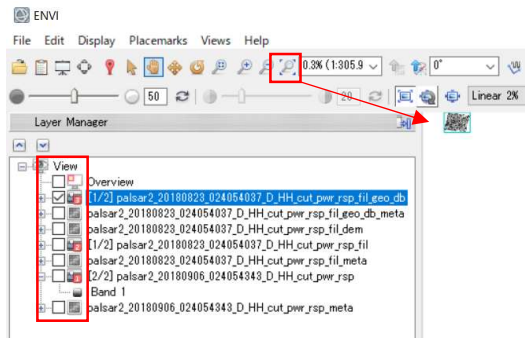 ENVI
File Edit Display Placemarks Views Help
0.3% (1:305.9 0°
50 20 Linear 2%
Layer Manager
View
Overview
[1/2] palsar2_20180823_024054037_D_HH_cut_pwr_rsp_fil_geo_db
palsar2_20180823_024054037_D_HH_cut_pwr_rsp_fil_geo_db_meta
palsar2_20180823_024054037_D_HH_cut_pwr_rsp_fil_dem
[1/2] palsar2_20180823_024054037_D_HH_cut_pwr_rsp_fil
palsar2_20180823_024054037_D_HH_cut_pwr_rsp_fil_meta
[2/2] palsar2_20180906_024054343_D_HH_cut_pwr_rsp
Band 1
palsar2_20180906_024054343_D_HH_cut_pwr_rsp_meta